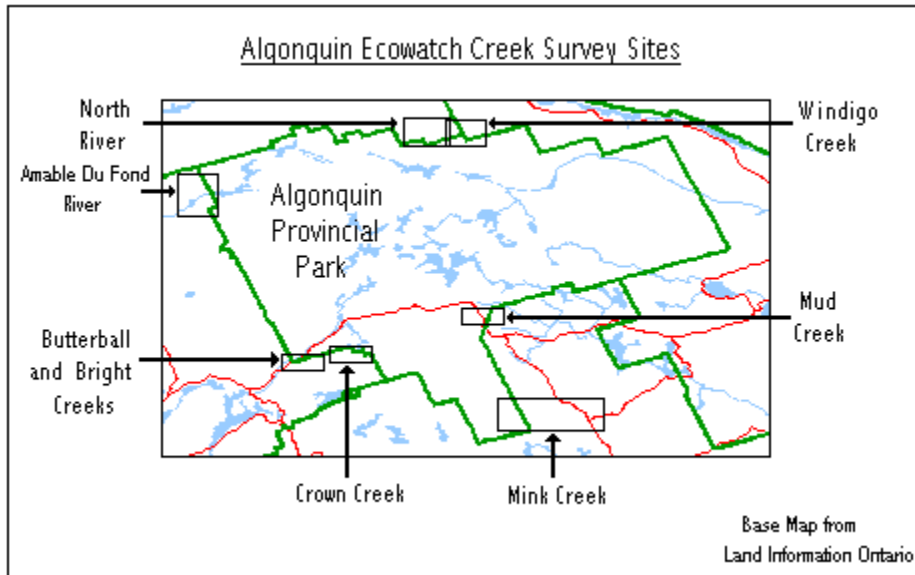 Algonquin Ecowatch Creek Survey Sites
North
River
Windigo
Creek
Amable Du Fond
River
Algonquin
Provincial
Park
Mud
Creek
Butterball
and Bright
Creeks
Crown Creek
Mink Creek
Base Map from
Land Information Ontario